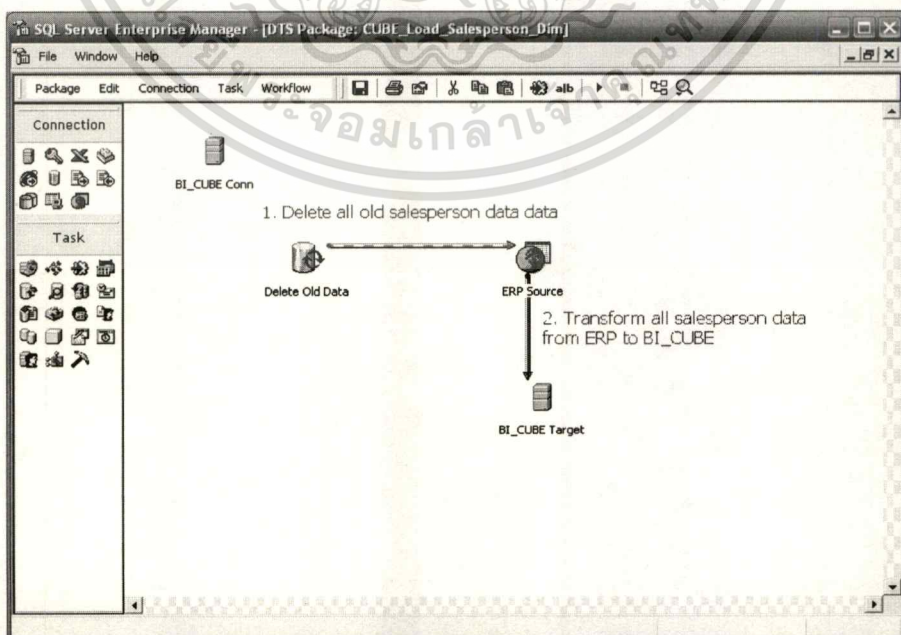 SQL Server Enterprise Manager - [DTS Package: CUBE_Load_Salesperson_Dim]
File Window Help
Package Edit Connection Task Workflow alb
Connection
BI_CUBE Conn
1. Delete all old salesperson data data
Task
Delete Old Data
ERP Source
2. Transform all salesperson data
from ERP to BI_CUBE
BI_CUBE Target